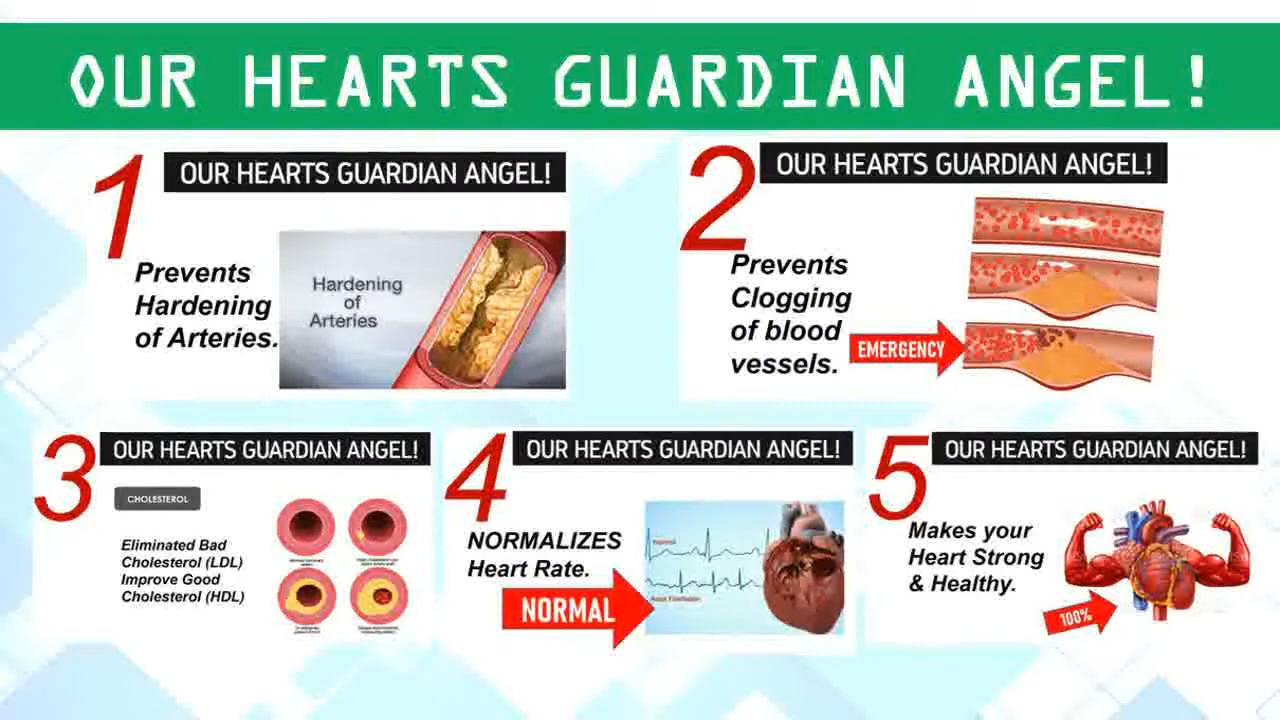 OUR HEARTS GUARDIAN ANGEL!
1
OUR HEARTS GUARDIAN ANGEL!
Prevents
Hardening
of Arteries.
Hardening
of
Arteries
2
OUR HEARTS GUARDIAN ANGEL!
Prevents
Clogging
of blood
vessels.
EMERGENCY
3
OUR HEARTS GUARDIAN ANGEL!
CHOLESTEROL
Eliminated Bad
Cholesterol (LDL)
Improve Good
Cholesterol (HDL)
4
OUR HEARTS GUARDIAN ANGEL!
NORMALIZES
Heart Rate.
NORMAL
Normal
Atrial Fibrillation
5
OUR HEARTS GUARDIAN ANGEL!
Makes your
Heart Strong
& Healthy.
100%